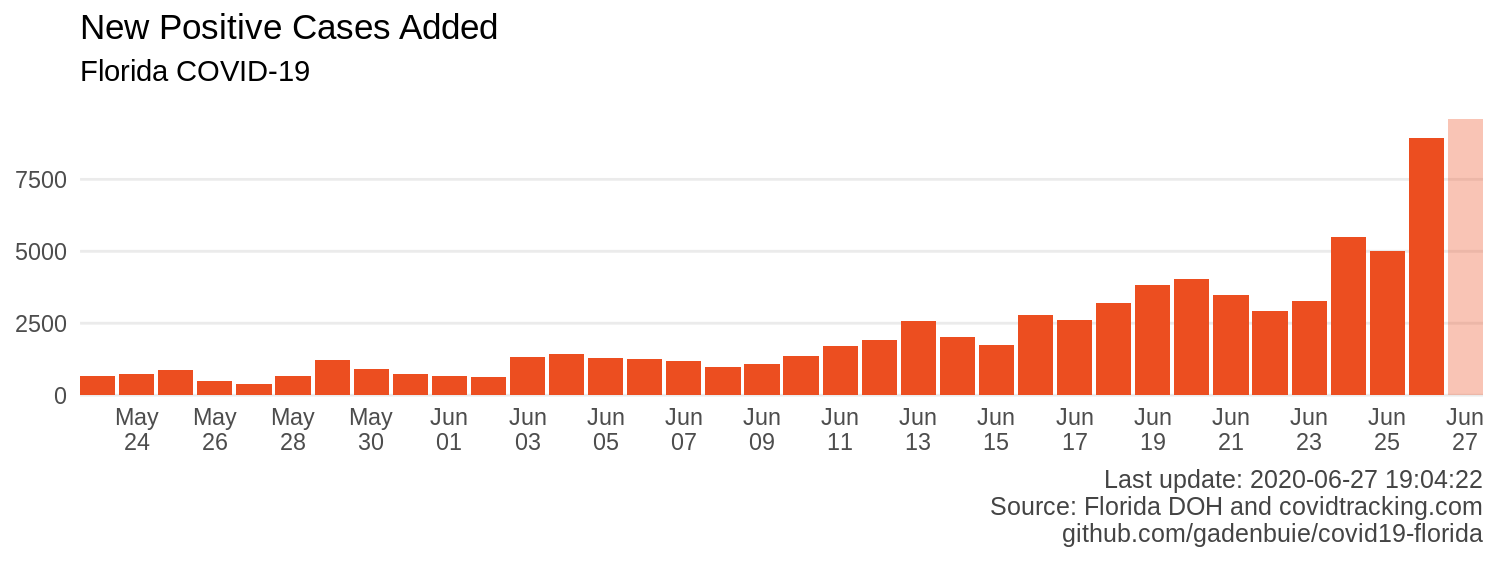 New Positive Cases Added
Florida COVID-19
7500
5000
2500
0
May May May May Jun Jun Jun Jun Jun Jun Jun Jun Jun Jun Jun Jun Jun Jun
24 26 28 30 01 03 05 07 09 11 13 15 17 19 21 23 25 27
Last update: 2020-06-27 19:04:22
Source: Florida DOH and covidtracking.com
github.com/gadenbuie/covid19-florida